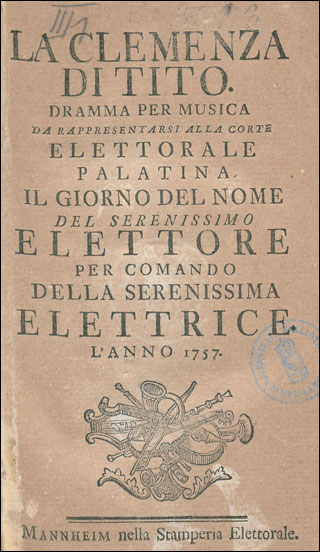 LA CLEMENZA
DI TITO.
DRAMMA PER MUSICA
DA RAPPRESENTARSI ALLA CORTE
ELETTORALE
PALATINA
IL GIORNO DEL NOME
DEL SERENISSIMO
ELETTORE
PER COMANDO
DELLA SERENISSIMA
ELETTRICE.
L'ANNO 1757.
MANNHEIM nella Stamperia Elettorale.